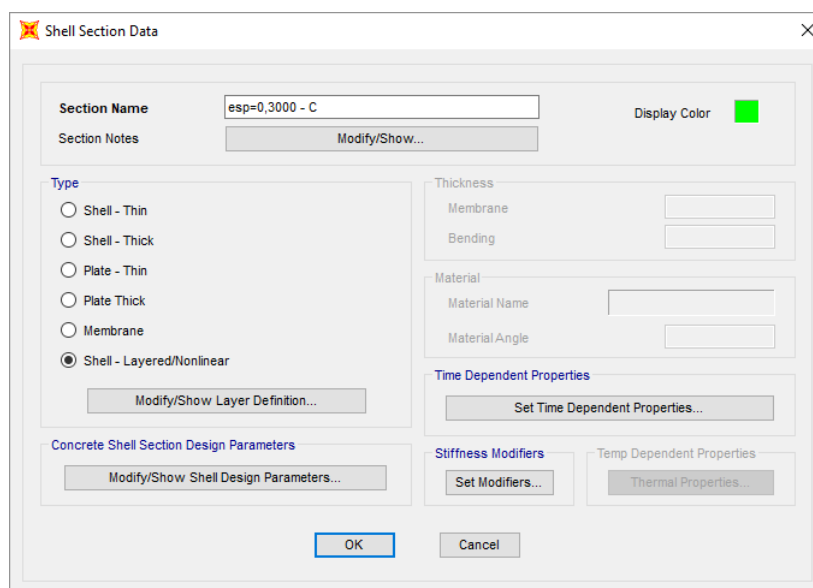 Shell Section Data
Section Name
esp=0,3000 - C
Display Color
Section Notes
Modify/Show...
Type
Shell - Thin
Shell - Thick
Plate - Thin
Plate Thick
Membrane
Shell - Layered/Nonlinear
Modify/Show Layer Definition...
Thickness
Membrane
Bending
Material
Material Name
Material Angle
Time Dependent Properties
Set Time Dependent Properties...
Concrete Shell Section Design Parameters
Modify/Show Shell Design Parameters...
Stiffness Modifiers
Set Modifiers...
Temp Dependent Properties
Thermal Properties...
OK
Cancel